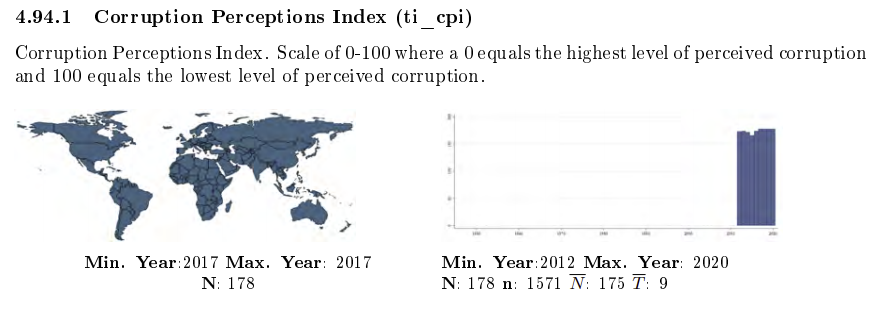 4.94.1 Corruption Perceptions Index (ti_cpi)
Corruption Perceptions Index. Scale of 0-100 where a 0 equals the highest level of perceived corruption
and 100 equals the lowest level of perceived corruption.
Min. Year:2017 Max. Year: 2017
N: 178
Min. Year:2012 Max. Year: 2020
N: 178 n: 1571 N̅: 175 T̅: 9